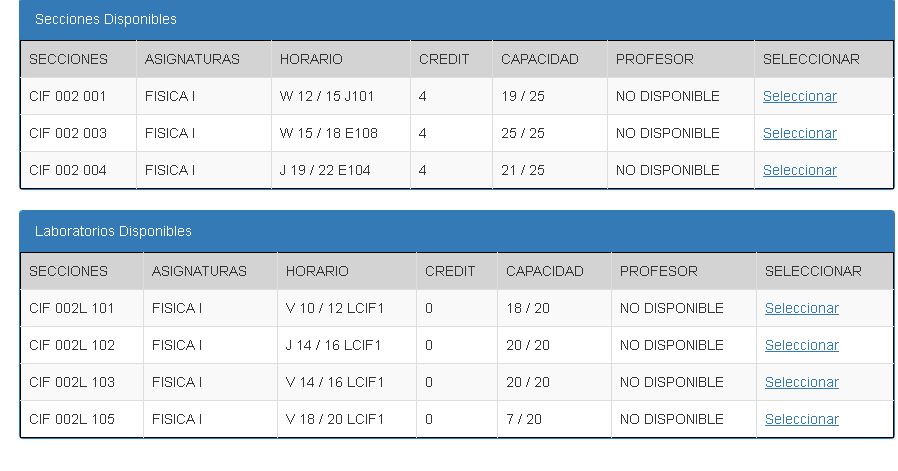 Secciones Disponibles
SECCIONES ASIGNATURAS HORARIO CREDIT CAPACIDAD PROFESOR SELECCIONAR
CIF 002 001 FISICA I W 12 / 15 J101 4 19 / 25 NO DISPONIBLE Seleccionar
CIF 002 003 FISICA I W 15 / 18 E108 4 25 / 25 NO DISPONIBLE Seleccionar
CIF 002 004 FISICA I J 19 / 22 E104 4 21 / 25 NO DISPONIBLE Seleccionar
Laboratorios Disponibles
SECCIONES ASIGNATURAS HORARIO CREDIT CAPACIDAD PROFESOR SELECCIONAR
CIF 002L 101 FISICA I V 10 / 12 LCIF1 0 18 / 20 NO DISPONIBLE Seleccionar
CIF 002L 102 FISICA I J 14 / 16 LCIF1 0 20 / 20 NO DISPONIBLE Seleccionar
CIF 002L 103 FISICA I V 14 / 16 LCIF1 0 20 / 20 NO DISPONIBLE Seleccionar
CIF 002L 105 FISICA I V 18 / 20 LCIF1 0 7 / 20 NO DISPONIBLE Seleccionar